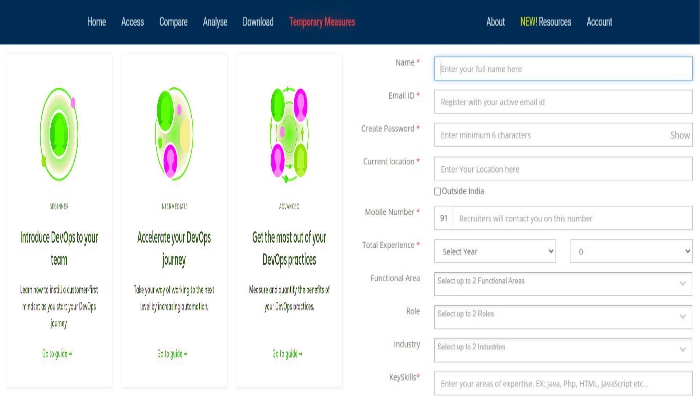 Home Access Compare Analyse Download Temporary Measures About NEW! Resources Account
BEGINNER
Introduce DevOps to your
team
Learn how to instill a customer-first
mindset as you start your DevOps
journey.
Go to guide →
INTERMEDIATE
Accelerate your DevOps
journey
Take your way of working to the next
level by increasing automation.
Go to guide →
ADVANCED
Get the most out of your
DevOps practices
Measure and quantify the benefits of
your DevOps practices.
Go to guide →
Name * Enter your full name here
Email ID * Register with your active email id
Create Password * Enter minimum 6 characters Show
Current location * Enter Your Location here
Outside India
Mobile Number * 91 Recruiters will contact you on this number
Total Experience * Select Year 0
Functional Area Select up to 2 Functional Areas
Role Select up to 2 Roles
Industry Select up to 2 Industries
KeySkills* Enter your areas of expertise. EX: java, Php, HTML, JavaScript etc...